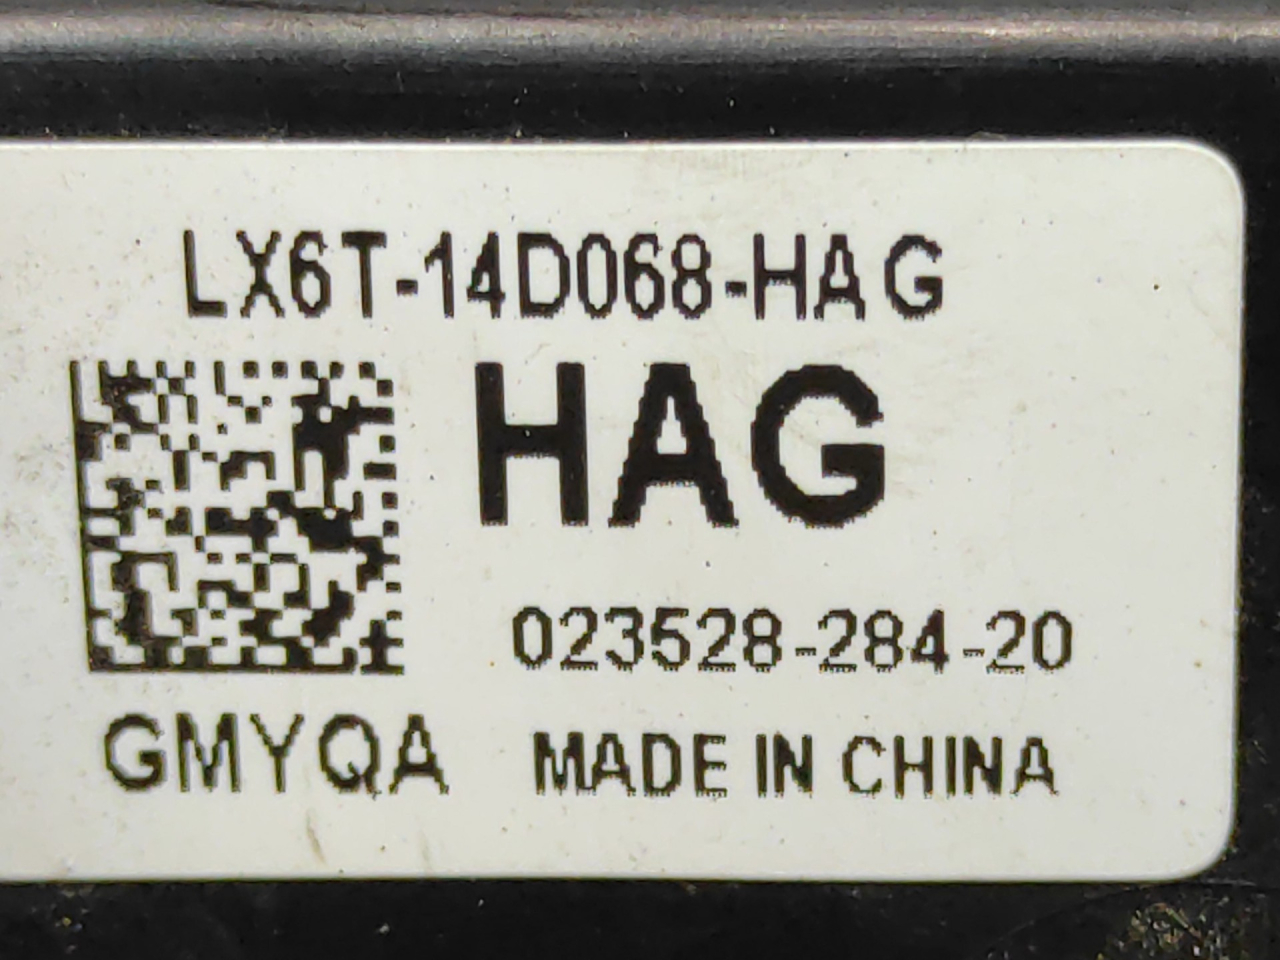 LX6T-14D068-HAG
HAG
023528-284-20
GMYQA MADE IN CHINA